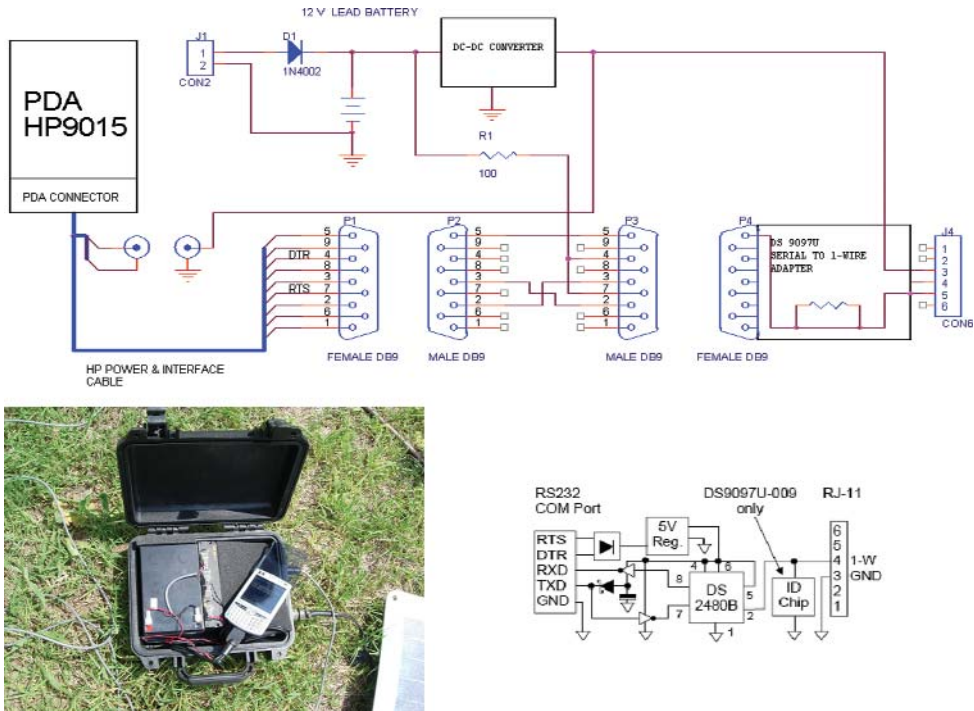 12 V LEAD BATTERY
J1
1
2
CON2
D1
1N4002
DC-DC CONVERTER
R1
100
PDA
HP9015
PDA CONNECTOR
P1
5
9
DTR 4
8
3
RTS 7
2
6
1
FEMALE DB9
P2
5
9
4
8
3
7
2
6
1
MALE DB9
P3
5
9
4
8
3
7
2
6
1
MALE DB9
P4
DS 9097U
SERIAL TO 1-WIRE
ADAPTER
FEMALE DB9
J4
1
2
3
4
5
6
CON6
HP POWER & INTERFACE
CABLE
RS232
COM Port
RTS
DTR
RXD
TXD
GND
5V
Reg.
DS9097U-009
only
4
6
8
5
7
2
1
DS
2480B
ID
Chip
RJ-11
6
5
4 1-W
3 GND
2
1